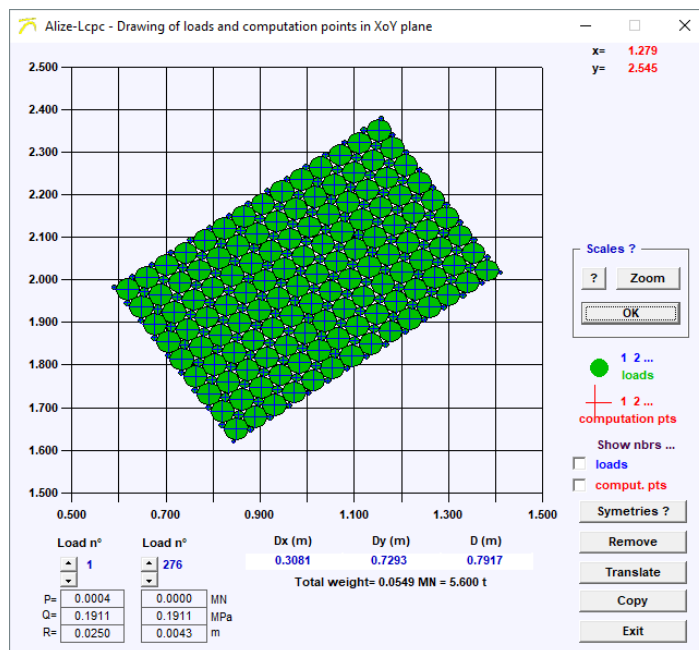 Alize-Lcpc - Drawing of loads and computation points in XoY plane
x= 1.279
y= 2.545
2.500
2.400
2.300
2.200
2.100
2.000
1.900
1.800
1.700
1.600
1.500
0.500 0.700 0.900 1.100 1.300 1.500
Scales ?
? Zoom
OK
1 2 ...
loads
1 2 ...
computation pts
Show nbrs ...
loads
comput. pts
Symetries ?
Remove
Translate
Copy
Exit
Load n° Load n° Dx (m) Dy (m) D (m)
1 276 0.3081 0.7293 0.7917
Total weight= 0.0549 MN = 5.600 t
P= 0.0004 0.0000 MN
Q= 0.1911 0.1911 MPa
R= 0.0250 0.0043 m